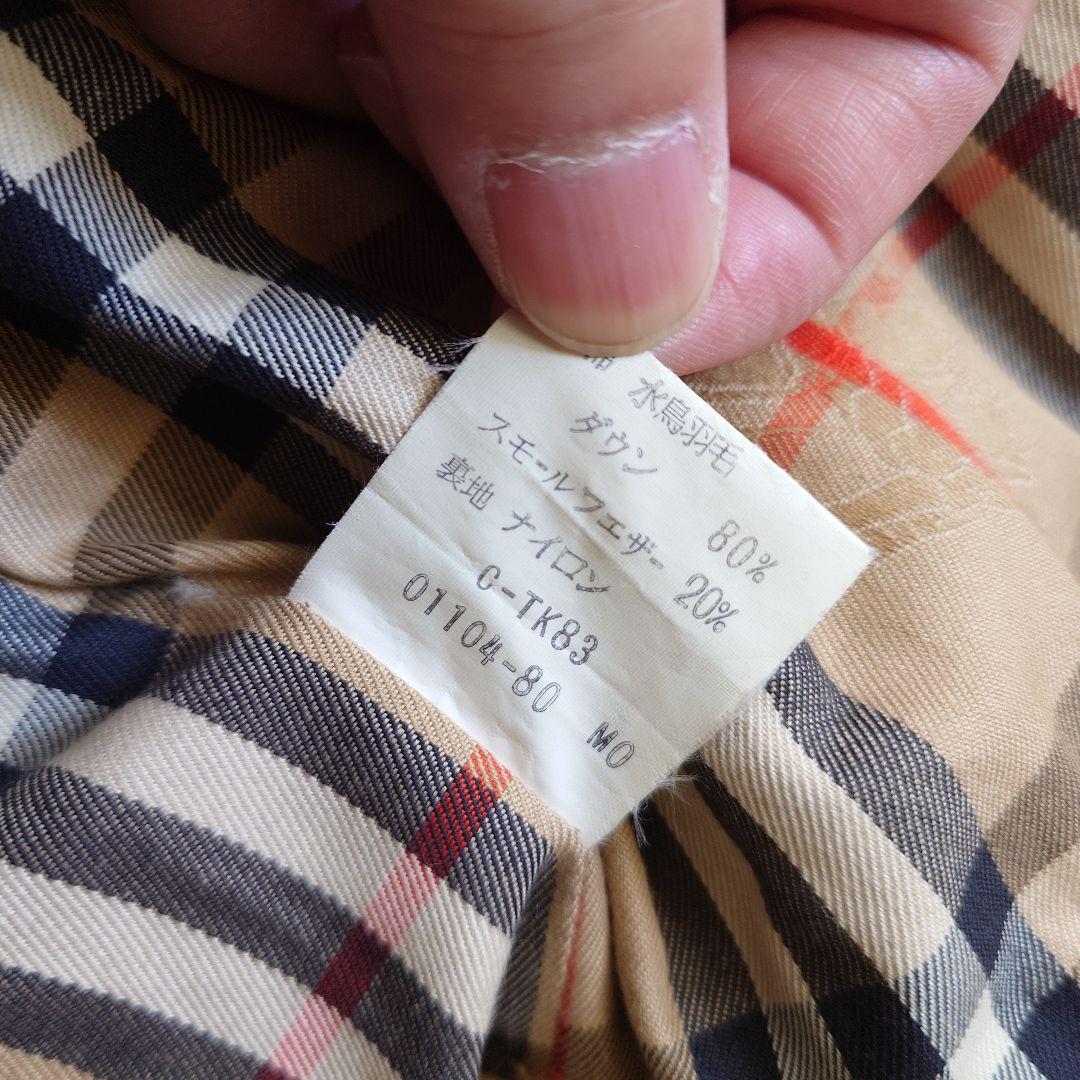 水鳥羽毛
ダウン 80%
スモールフエザー 20%
裏地 ナイロン
C-TK83
01104-80 MO